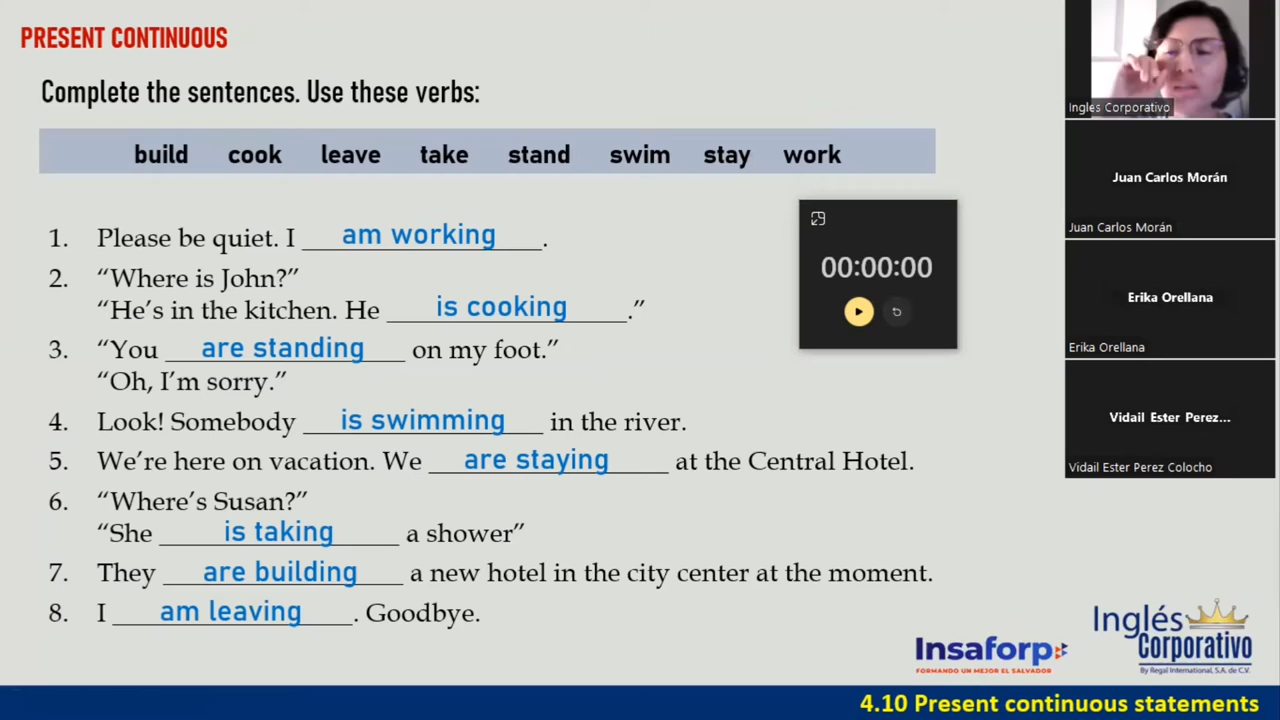 PRESENT CONTINUOUS
Complete the sentences. Use these verbs:
build cook leave take stand swim stay work
1. Please be quiet. I am working.
2. “Where is John?”
“He’s in the kitchen. He is cooking.”
3. “You are standing on my foot.”
“Oh, I’m sorry.”
4. Look! Somebody is swimming in the river.
5. We’re here on vacation. We are staying at the Central Hotel.
6. “Where’s Susan?”
“She is taking a shower”
7. They are building a new hotel in the city center at the moment.
8. I am leaving. Goodbye.
00:00:00
Ingles Corporativo
Juan Carlos Morán
Juan Carlos Morán
Erika Orellana
Erika Orellana
Vidail Ester Perez...
Vidail Ester Perez Colocho
Insaforp
FORMANDO UN MEJOR EL SALVADOR
Inglés
Corporativo
By Regal International, S.A. de C.V.
4.10 Present continuous statements